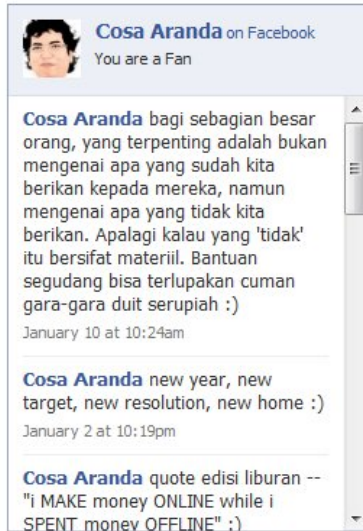 Cosa Aranda on Facebook
You are a Fan
Cosa Aranda bagi sebagian besar
orang, yang terpenting adalah bukan
mengenai apa yang sudah kita
berikan kepada mereka, namun
mengenai apa yang tidak kita
berikan. Apalagi kalau yang 'tidak'
itu bersifat materiil. Bantuan
segudang bisa terlupakan cuman
gara-gara duit serupiah :)
January 10 at 10:24am
Cosa Aranda new year, new
target, new resolution, new home :)
January 2 at 10:19pm
Cosa Aranda quote edisi liburan --
"i MAKE money ONLINE while i
SPENT money OFFLINE" :)